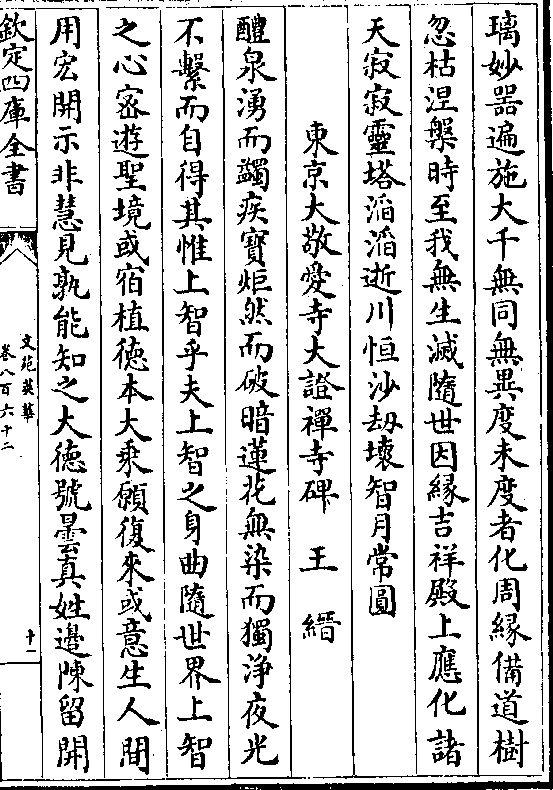 璃妙器遍施大千無同無異度未度者化周緣備道樹
忽枯涅槃時至我無生滅隨世因緣吉祥殿上應化諸
天寂寂靈塔滔滔逝川恒沙劫壞智月常圓
東京大敬愛寺大證禪寺碑　王縉
醴泉湧而蠲疾寶炬然而破暗蓮花無染而獨淨夜光
不繫而自得其惟上智乎夫上智之身曲隨世界上智
之心宻遊聖境或宿植徳本大乘願復來或意生人間
用宏開示非慧見孰能知之大徳號曇真姓邉陳留開
欽定四庫全書
文苑英華
卷八百六十二
十一